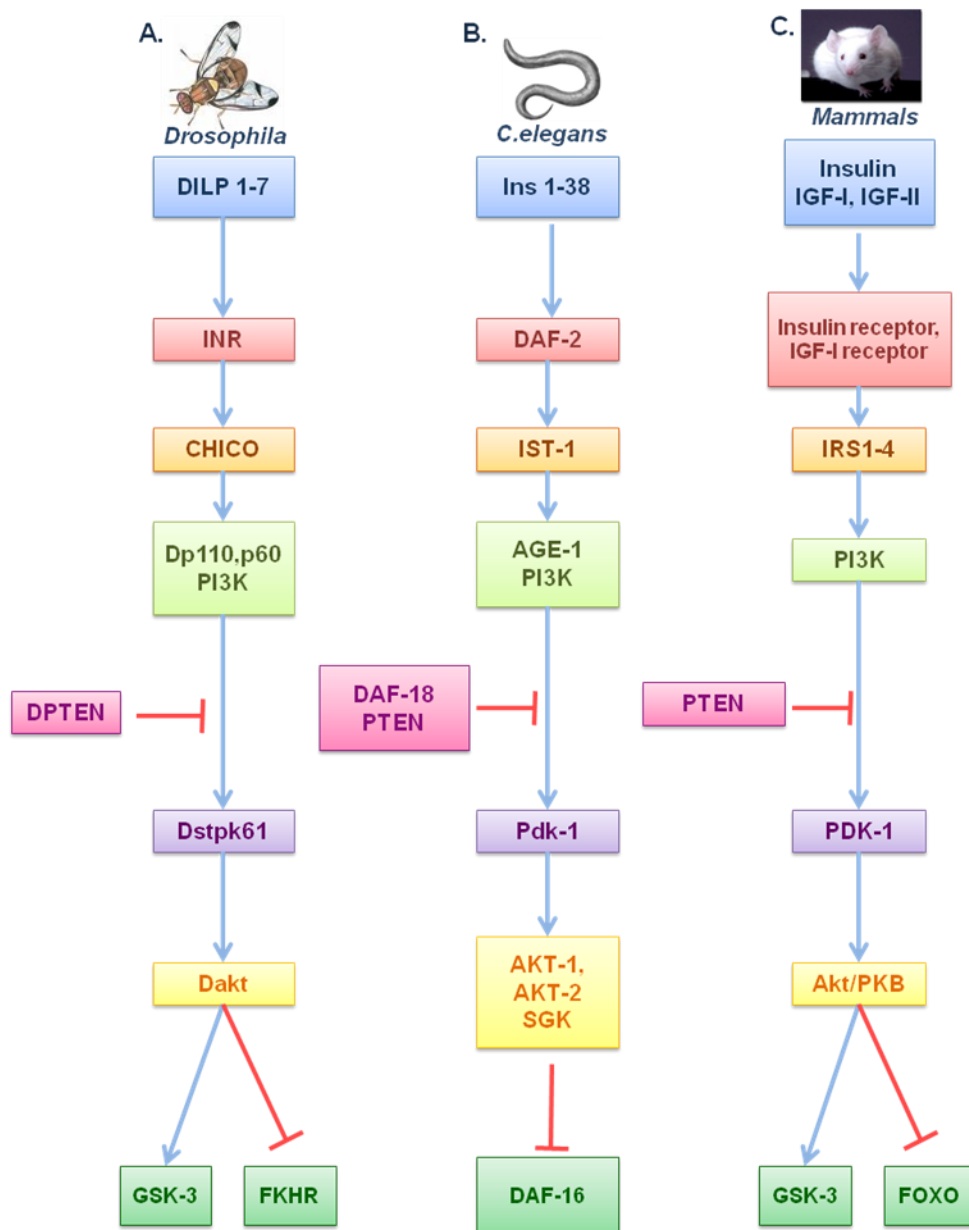 A.
Drosophila
DILP 1-7
INR
CHICO
Dp110,p60
PI3K
DPTEN
Dstpk61
Dakt
GSK-3
FKHR
B.
C.elegans
Ins 1-38
DAF-2
IST-1
AGE-1
PI3K
DAF-18
PTEN
Pdk-1
AKT-1,
AKT-2
SGK
DAF-16
C.
Mammals
Insulin
IGF-I, IGF-II
Insulin receptor,
IGF-I receptor
IRS1-4
PI3K
PTEN
PDK-1
Akt/PKB
GSK-3
FOXO